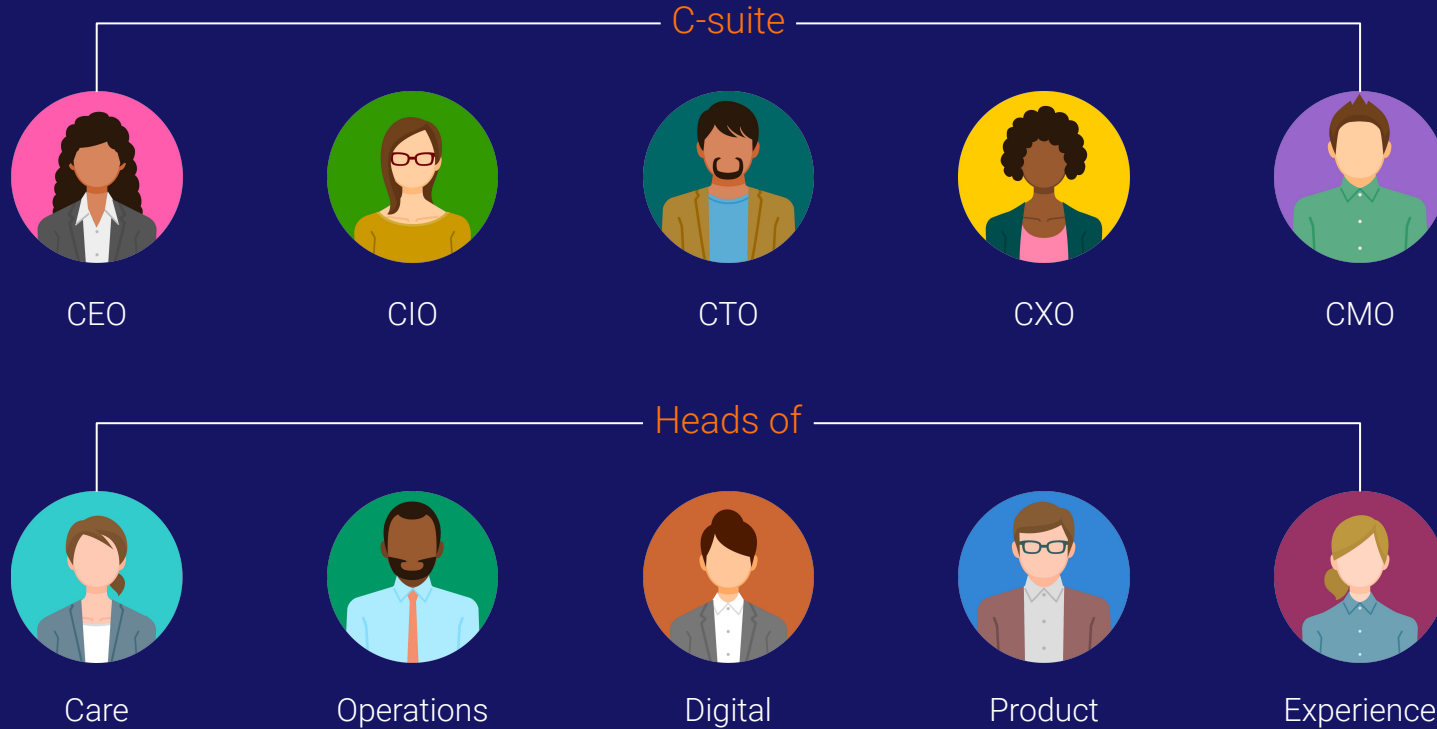 C-suite
CEO
CIO
CTO
CXO
CMO
Heads of
Care
Operations
Digital
Product
Experience